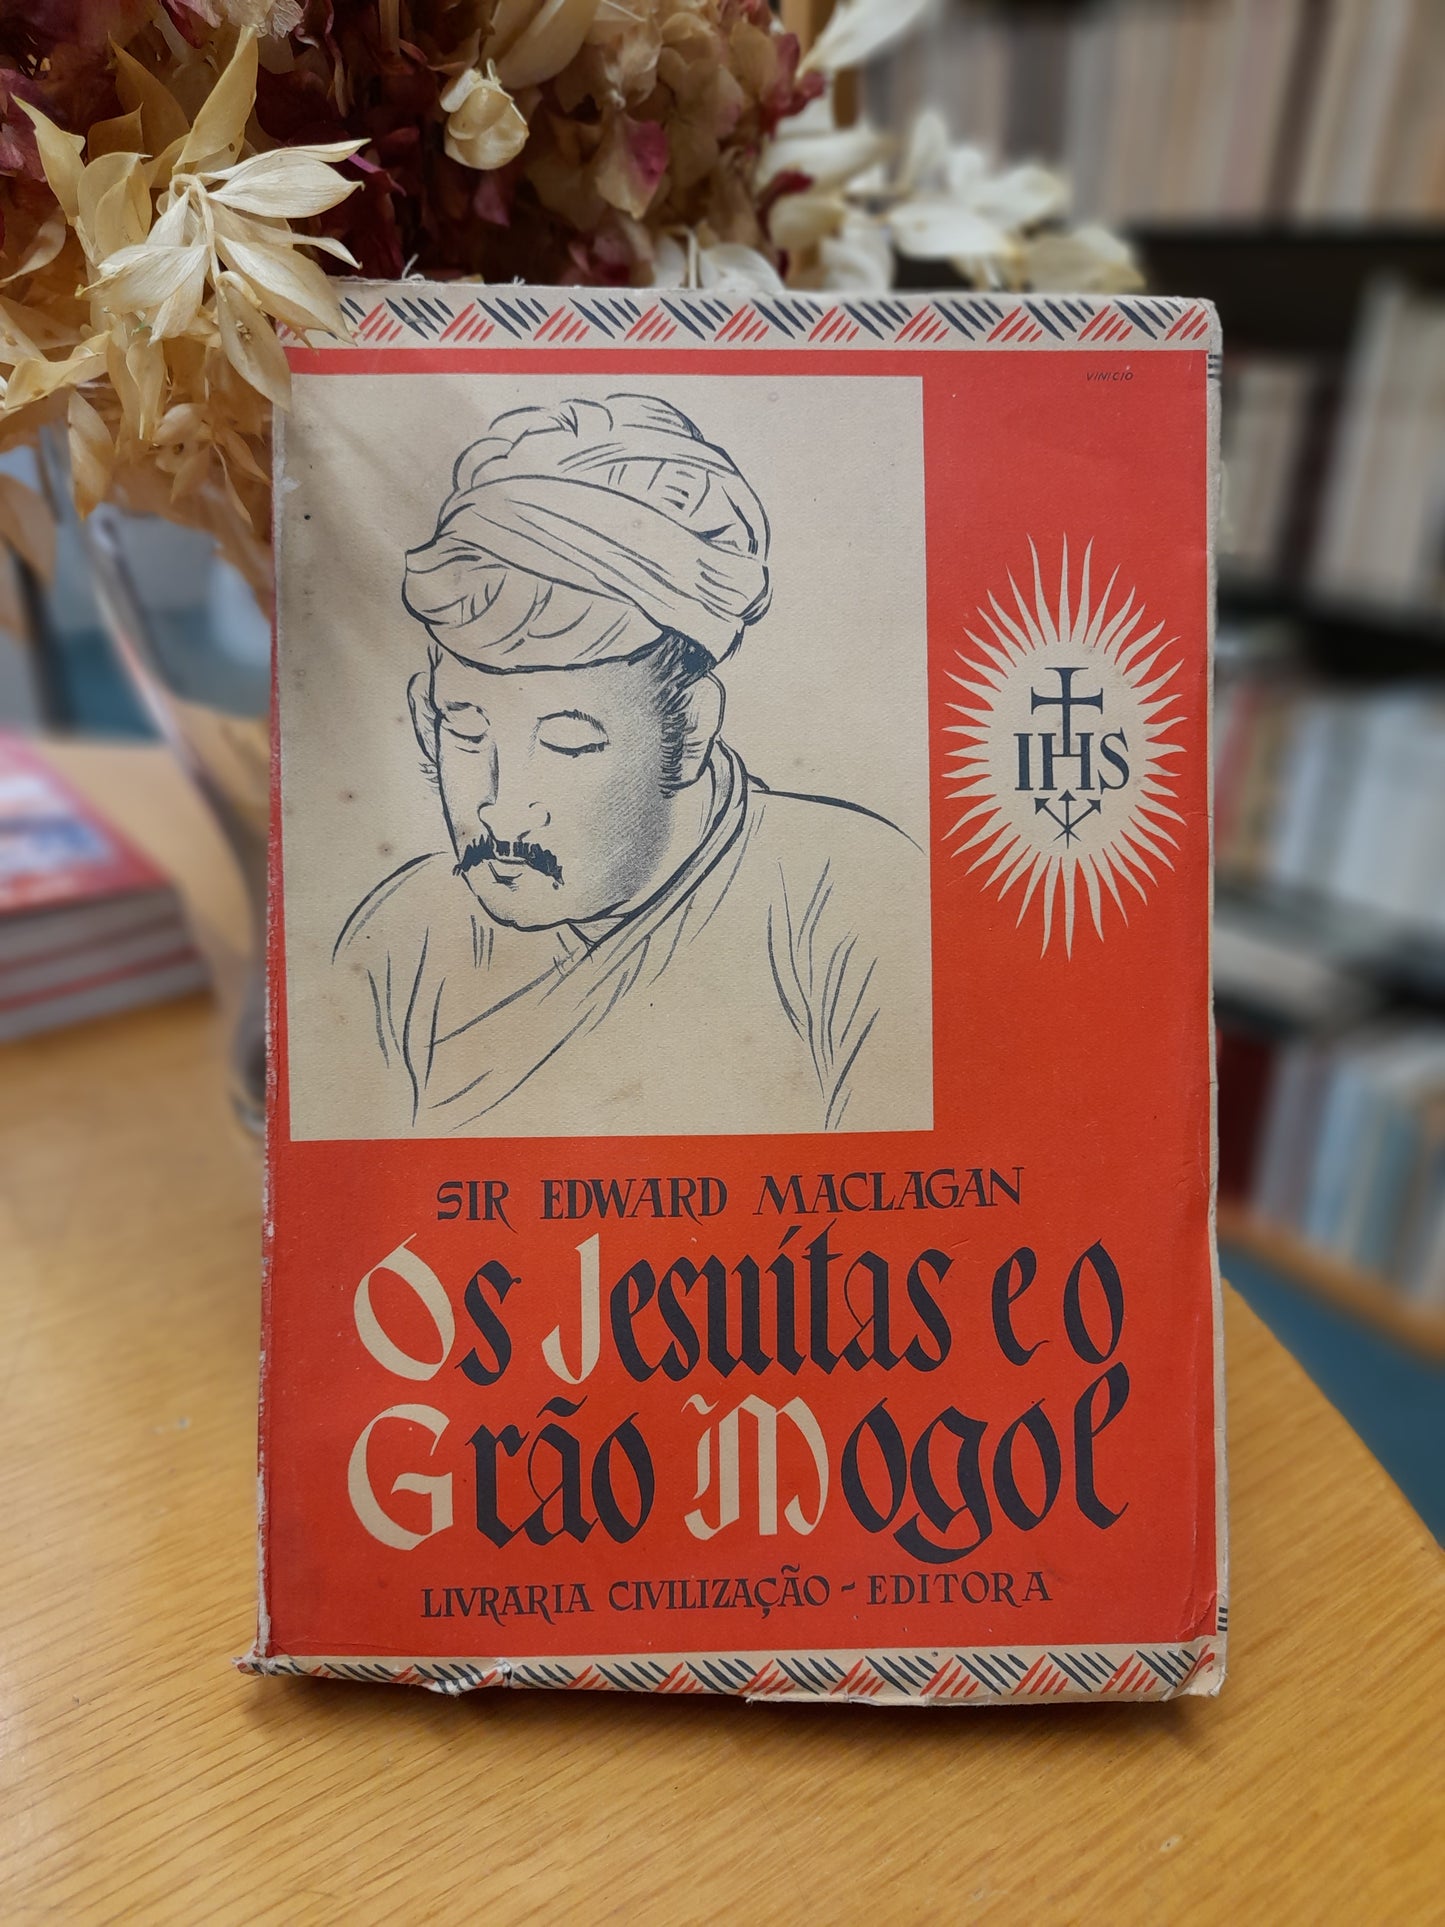 VINICIO
IHS
SIR EDWARD MACLAGAN
Os Jesuítas e o
Grão Mogol
LIVRARIA CIVILIZAÇÃO - EDITORA